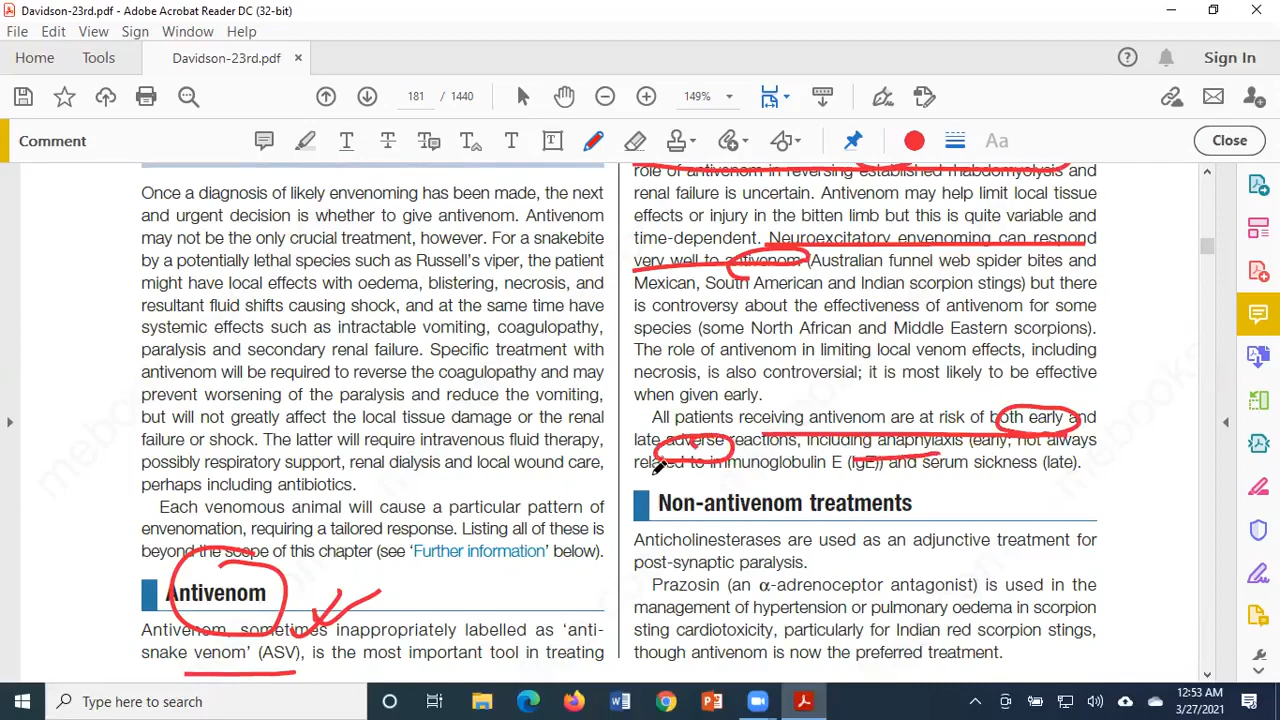 Davidson-23rd.pdf - Adobe Acrobat Reader DC (32-bit)
File Edit View Sign Window Help
Home Tools Davidson-23rd.pdf × Sign In
181 / 1440 149%
Comment Aa Close
Once a diagnosis of likely envenoming has been made, the next
and urgent decision is whether to give antivenom. Antivenom
may not be the only crucial treatment, however. For a snakebite
by a potentially lethal species such as Russell's viper, the patient
might have local effects with oedema, blistering, necrosis, and
resultant fluid shifts causing shock, and at the same time have
systemic effects such as intractable vomiting, coagulopathy,
paralysis and secondary renal failure. Specific treatment with
antivenom will be required to reverse the coagulopathy and may
prevent worsening of the paralysis and reduce the vomiting,
but will not greatly affect the local tissue damage or the renal
failure or shock. The latter will require intravenous fluid therapy,
possibly respiratory support, renal dialysis and local wound care,
perhaps including antibiotics.
Each venomous animal will cause a particular pattern of
envenomation, requiring a tailored response. Listing all of these is
beyond the scope of this chapter (see 'Further information' below).
Antivenom
Antivenom, sometimes inappropriately labelled as 'anti-
snake venom' (ASV), is the most important tool in treating
role of antivenom in reversing established rhabdomyolysis and
renal failure is uncertain. Antivenom may help limit local tissue
effects or injury in the bitten limb but this is quite variable and
time-dependent. Neuroexcitatory envenoming can respond
very well to antivenom (Australian funnel web spider bites and
Mexican, South American and Indian scorpion stings) but there
is controversy about the effectiveness of antivenom for some
species (some North African and Middle Eastern scorpions).
The role of antivenom in limiting local venom effects, including
necrosis, is also controversial; it is most likely to be effective
when given early.
All patients receiving antivenom are at risk of both early and
late adverse reactions, including anaphylaxis (early; not always
related to immunoglobulin E (IgE)) and serum sickness (late).
Non-antivenom treatments
Anticholinesterases are used as an adjunctive treatment for
post-synaptic paralysis.
Prazosin (an α-adrenoceptor antagonist) is used in the
management of hypertension or pulmonary oedema in scorpion
sting cardiotoxicity, particularly for Indian red scorpion stings,
though antivenom is now the preferred treatment.
Type here to search
12:53 AM
3/27/2021